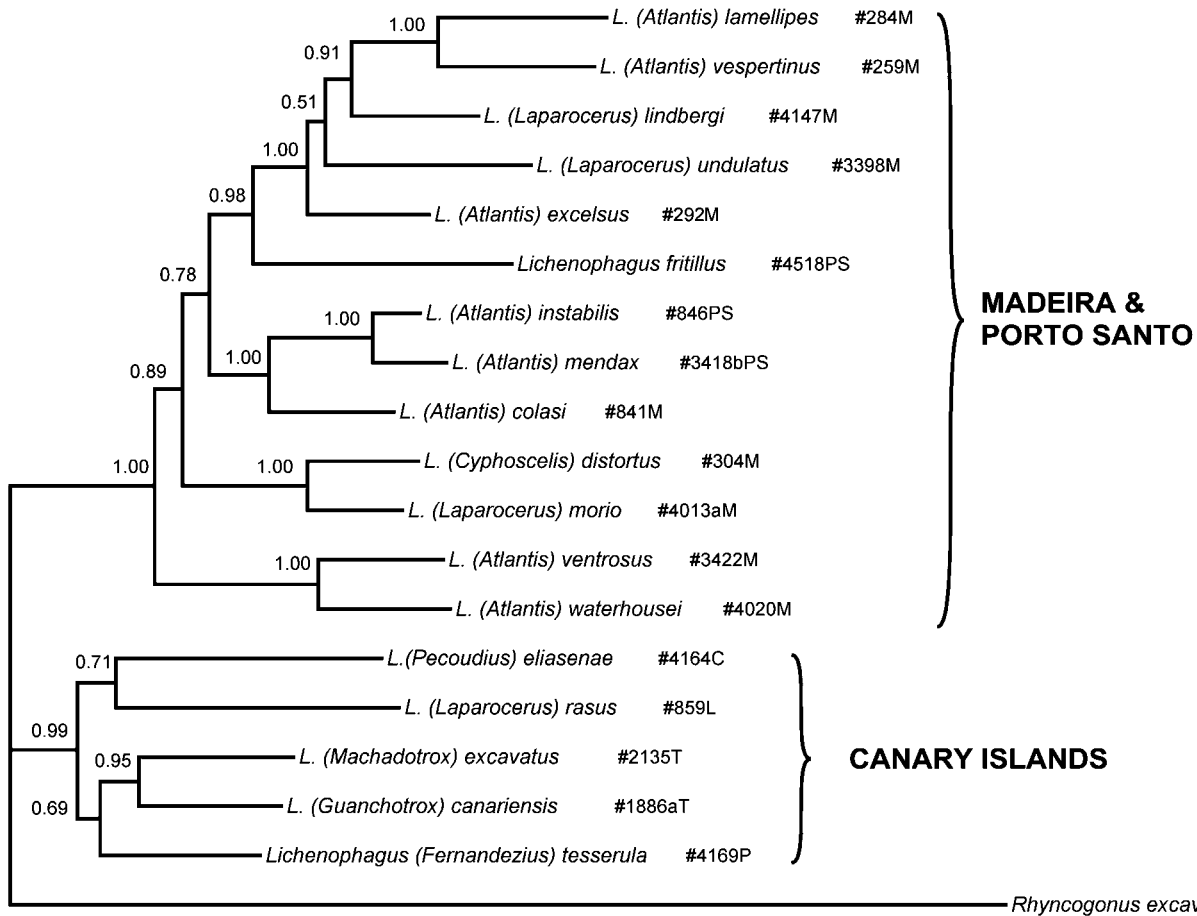 1.00
L. (Atlantis) lamellipes #284M
0.91
L. (Atlantis) vespertinus #259M
0.51
L. (Laparocerus) lindbergi #4147M
1.00
L. (Laparocerus) undulatus #3398M
0.98
L. (Atlantis) excelsus #292M
0.78
Lichenophagus fritillus #4518PS
MADEIRA &
PORTO SANTO
1.00
L. (Atlantis) instabilis #846PS
1.00
L. (Atlantis) mendax #3418bPS
0.89
L. (Atlantis) colasi #841M
1.00
1.00
L. (Cyphoscelis) distortus #304M
L. (Laparocerus) morio #4013aM
1.00
L. (Atlantis) ventrosus #3422M
L. (Atlantis) waterhousei #4020M
0.71
L.(Pecoudius) eliasenae #4164C
L. (Laparocerus) rasus #859L
0.99
0.95
L. (Machadotrox) excavatus #2135T
CANARY ISLANDS
0.69
L. (Guanchotrox) canariensis #1886aT
Lichenophagus (Fernandezius) tesserula #4169P
Rhyncogonus excav